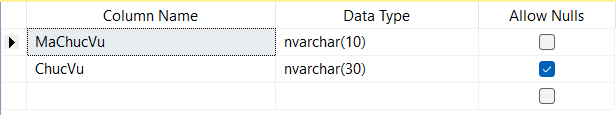 Column Name Data Type Allow Nulls
MaChucVu nvarchar(10)
ChucVu nvarchar(30)